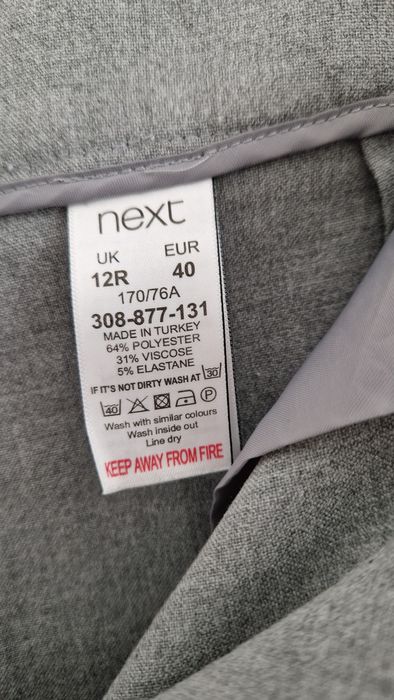 next
UK EUR
12R 40
170/76A
308-877-131
MADE IN TURKEY
64% POLYESTER
31% VISCOSE
5% ELASTANE
IF IT'S NOT DIRTY WASH AT 30
40 P
Wash with similar colours
Wash inside out
Line dry
KEEP AWAY FROM FIRE